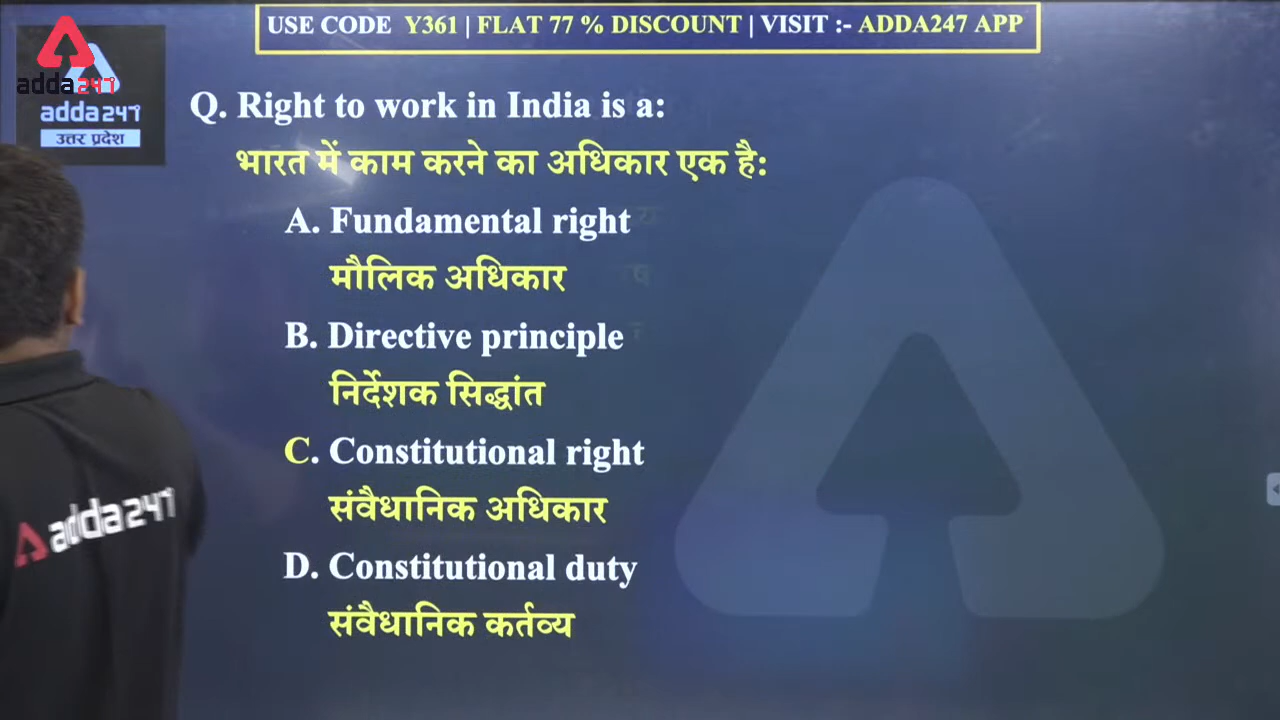 USE CODE Y361 | FLAT 77 % DISCOUNT | VISIT :- ADDA247 APP
adda247
adda247
उत्तर प्रदेश
Q. Right to work in India is a:
भारत में काम करने का अधिकार एक है:
A. Fundamental right
मौलिक अधिकार
B. Directive principle
निर्देशक सिद्धांत
C. Constitutional right
संवैधानिक अधिकार
D. Constitutional duty
संवैधानिक कर्तव्य
adda247